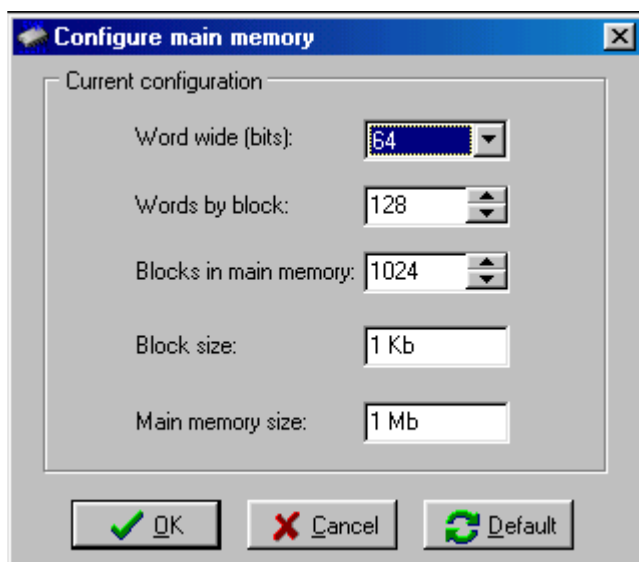 Configure main memory
Current configuration
Word wide (bits): 64
Words by block: 128
Blocks in main memory: 1024
Block size: 1 Kb
Main memory size: 1 Mb
OK Cancel Default